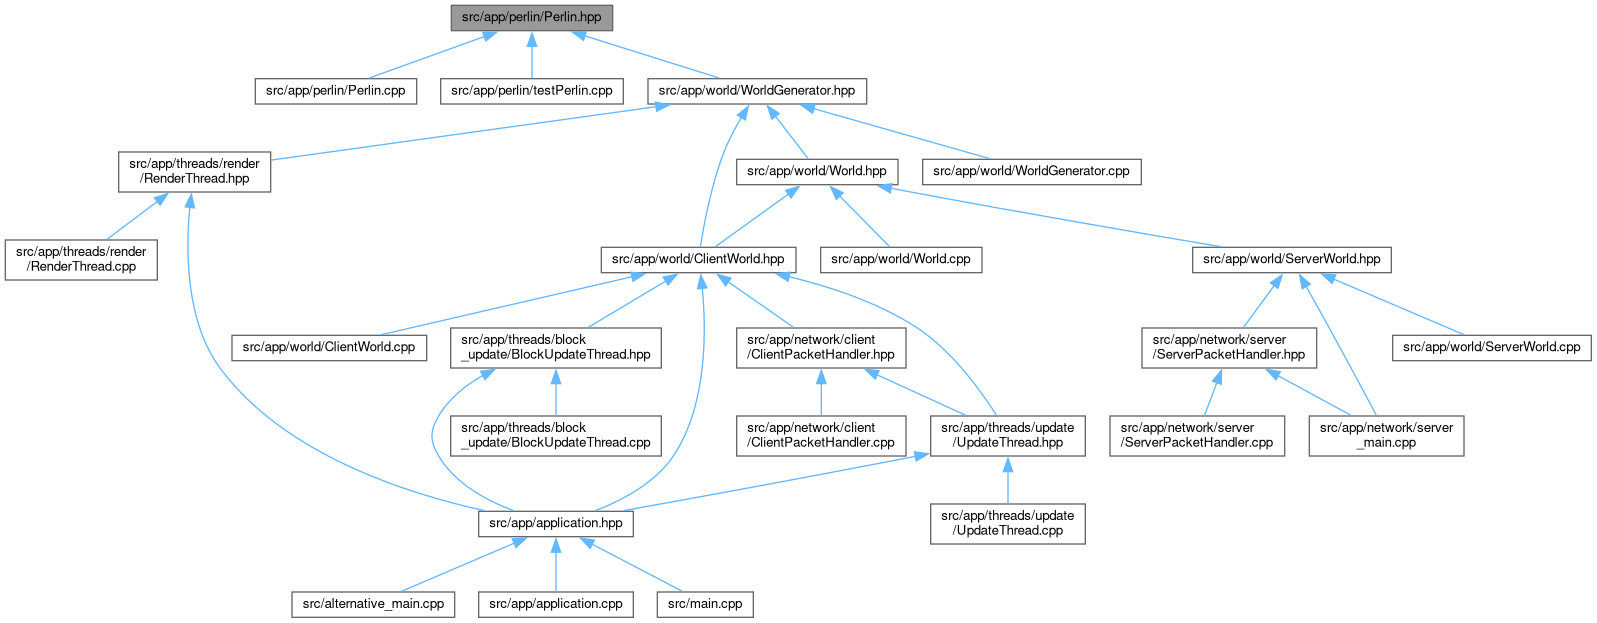 src/app/perlin/Perlin.hpp
src/app/perlin/Perlin.cpp
src/app/perlin/testPerlin.cpp
src/app/world/WorldGenerator.hpp
src/app/threads/render
/RenderThread.hpp
src/app/world/World.hpp
src/app/world/WorldGenerator.cpp
src/app/threads/render
/RenderThread.cpp
src/app/world/ClientWorld.hpp
src/app/world/World.cpp
src/app/world/ServerWorld.hpp
src/app/world/ClientWorld.cpp
src/app/threads/block
_update/BlockUpdateThread.hpp
src/app/network/client
/ClientPacketHandler.hpp
src/app/network/server
/ServerPacketHandler.hpp
src/app/world/ServerWorld.cpp
src/app/threads/block
_update/BlockUpdateThread.cpp
src/app/network/client
/ClientPacketHandler.cpp
src/app/threads/update
/UpdateThread.hpp
src/app/network/server
/ServerPacketHandler.cpp
src/app/network/server
_main.cpp
src/app/application.hpp
src/app/threads/update
/UpdateThread.cpp
src/alternative_main.cpp
src/app/application.cpp
src/main.cpp